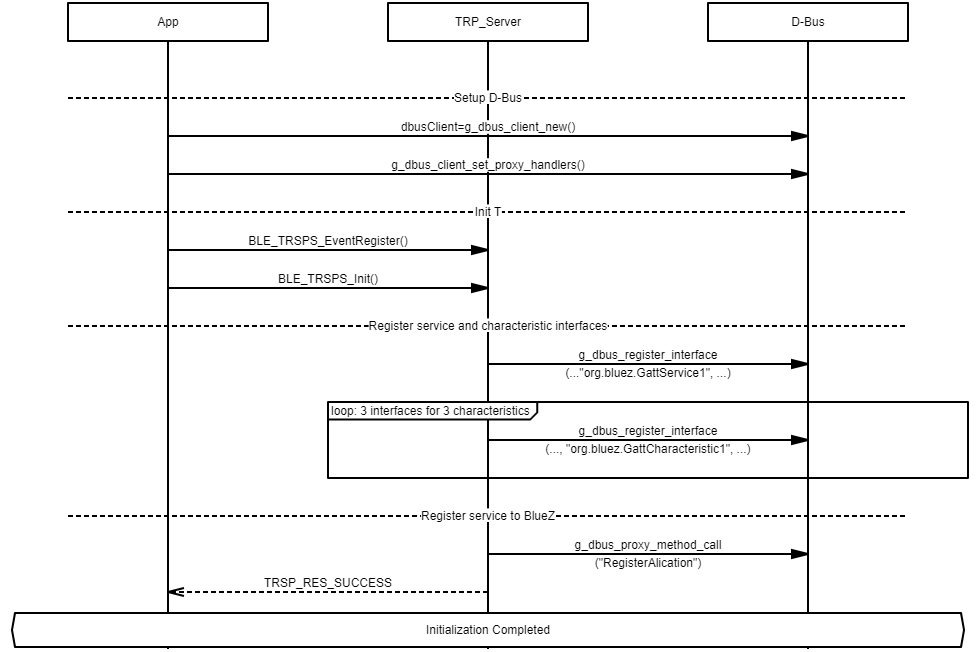 App
TRP_Server
D-Bus
Setup D-Bus
dbusClient=g_dbus_client_new()
g_dbus_client_set_proxy_handlers()
Init T
BLE_TRSPS_EventRegister()
BLE_TRSPS_Init()
Register service and characteristic interfaces
g_dbus_register_interface
(..."org.bluez.GattService1", ...)
loop: 3 interfaces for 3 characteristics
g_dbus_register_interface
(..., "org.bluez.GattCharacteristic1", ...)
Register service to BlueZ
g_dbus_proxy_method_call
("RegisterAlication")
TRSP_RES_SUCCESS
Initialization Completed